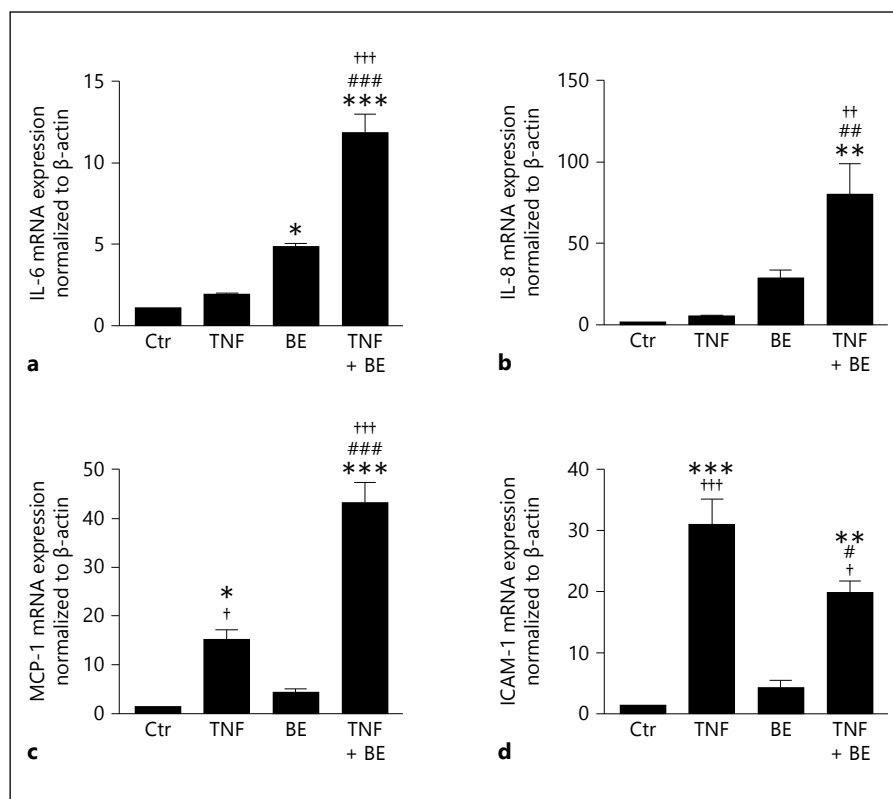 IL-6 mRNA expression
normalized to β-actin
15
10
5
0
†††
###
***
*
Ctr
TNF
BE
TNF
+ BE
a
IL-8 mRNA expression
normalized to β-actin
150
100
50
0
††
##
**
Ctr
TNF
BE
TNF
+ BE
b
MCP-1 mRNA expression
normalized to β-actin
50
40
30
20
10
0
†††
###
***
*
†
Ctr
TNF
BE
TNF
+ BE
c
ICAM-1 mRNA expression
normalized to β-actin
40
30
20
10
0
***
†††
**
#
†
Ctr
TNF
BE
TNF
+ BE
d